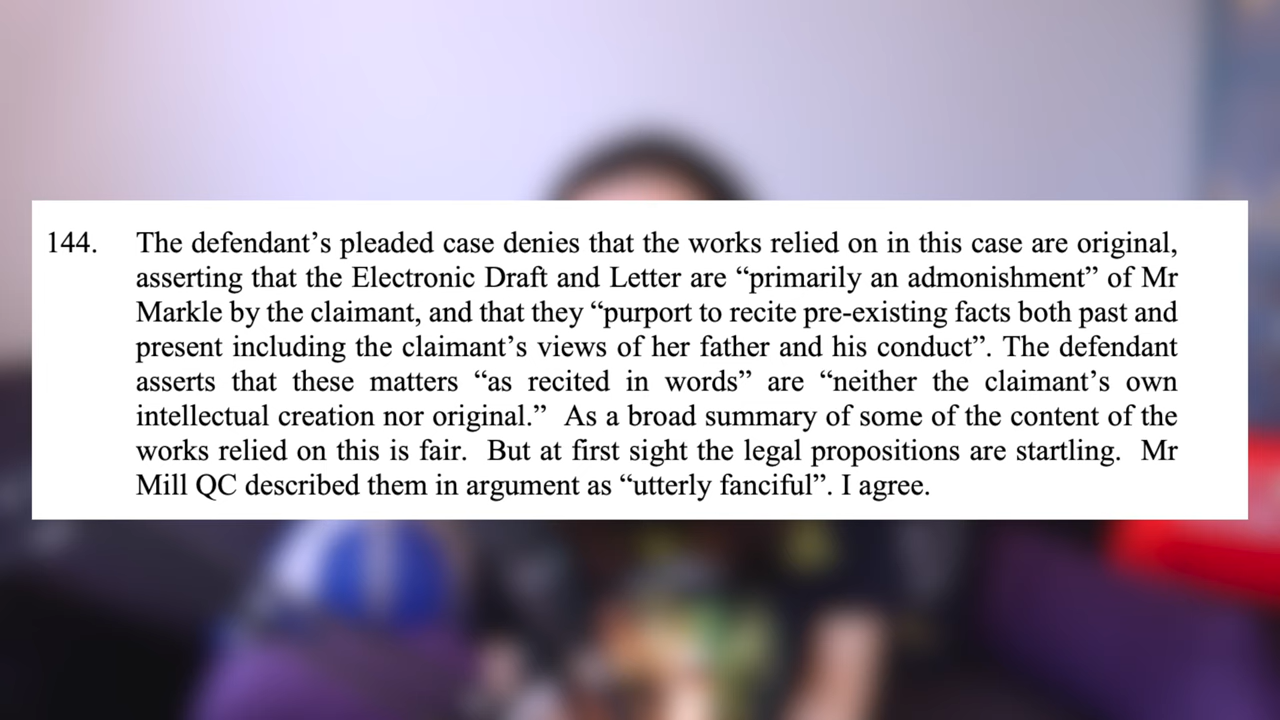 144. The defendant’s pleaded case denies that the works relied on in this case are original,
asserting that the Electronic Draft and Letter are “primarily an admonishment” of Mr
Markle by the claimant, and that they “purport to recite pre-existing facts both past and
present including the claimant’s views of her father and his conduct”. The defendant
asserts that these matters “as recited in words” are “neither the claimant’s own
intellectual creation nor original.” As a broad summary of some of the content of the
works relied on this is fair. But at first sight the legal propositions are startling. Mr
Mill QC described them in argument as “utterly fanciful”. I agree.